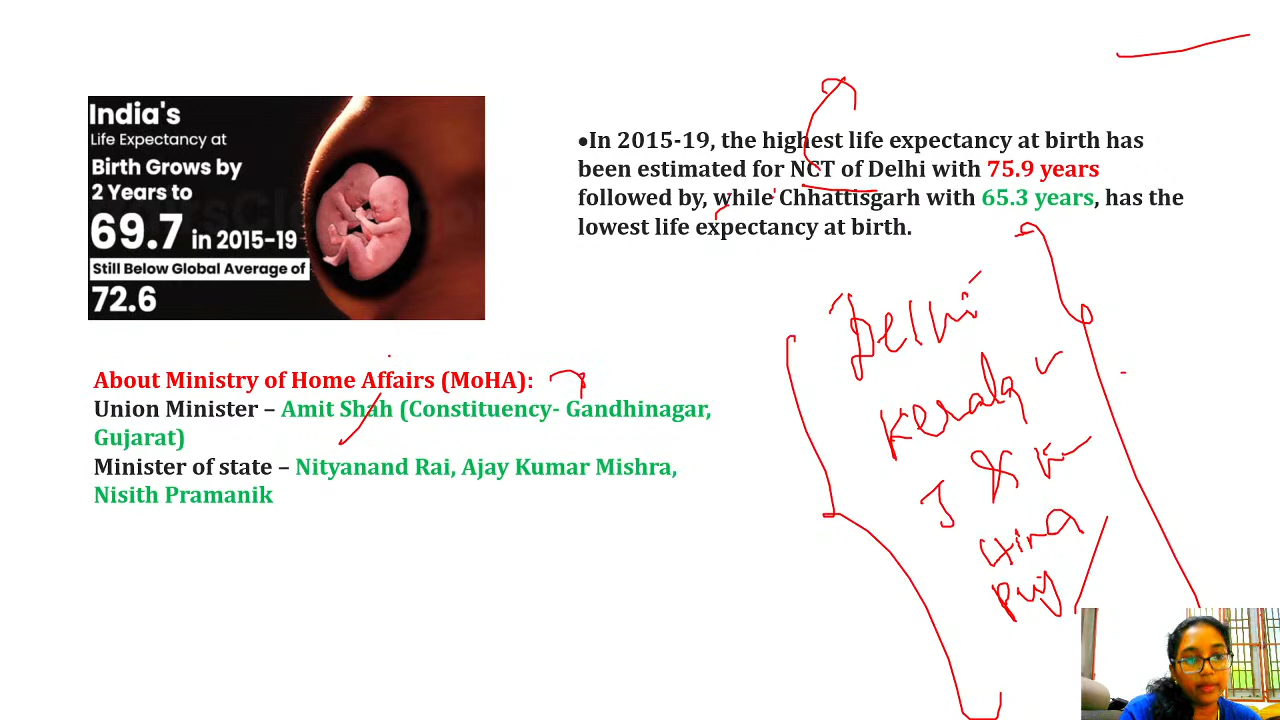 India's
Life Expectancy at
Birth Grows by
2 Years to
69.7 in 2015-19
Still Below Global Average of
72.6
•In 2015-19, the highest life expectancy at birth has
been estimated for NCT of Delhi with 75.9 years
followed by, while Chhattisgarh with 65.3 years, has the
lowest life expectancy at birth.
About Ministry of Home Affairs (MoHA):
Union Minister – Amit Shah (Constituency- Gandhinagar,
Gujarat)
Minister of state – Nityanand Rai, Ajay Kumar Mishra,
Nisith Pramanik
Delhi
Kerala
J & K